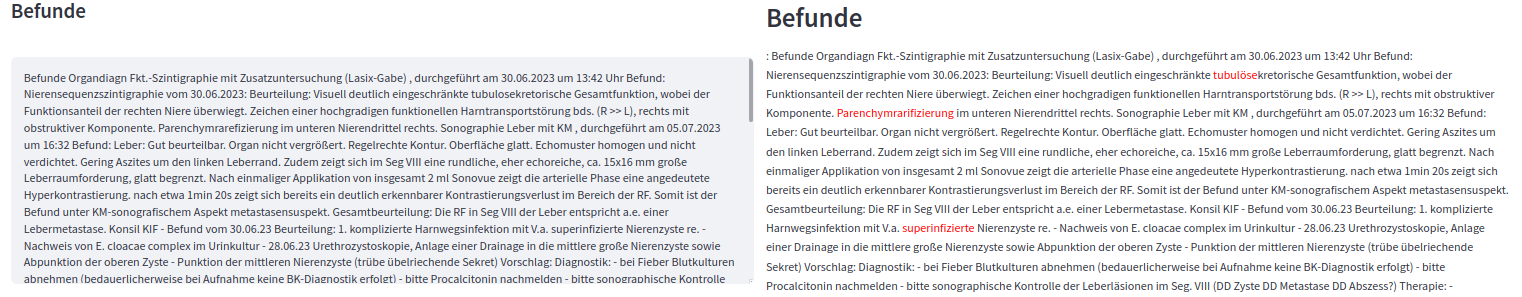 Befunde
Befunde Organdiagn Fkt.-Szintigraphie mit Zusatzuntersuchung (Lasix-Gabe) , durchgeführt am 30.06.2023 um 13:42 Uhr Befund:
Nierensequenzszintigraphie vom 30.06.2023: Beurteilung: Visuell deutlich eingeschränkte tubulosekretorische Gesamtfunktion, wobei der
Funktionsanteil der rechten Niere überwiegt. Zeichen einer hochgradigen funktionellen Harntransportstörung bds. (R >> L), rechts mit
obstruktiver Komponente. Parenchymrarefizierung im unteren Nierendrittel rechts. Sonographie Leber mit KM , durchgeführt am 05.07.2023
um 16:32 Befund: Leber: Gut beurteilbar. Organ nicht vergrößert. Regelrechte Kontur. Oberfläche glatt. Echomuster homogen und nicht
verdichtet. Gering Aszites um den linken Leberrand. Zudem zeigt sich im Seg VIII eine rundliche, eher echoreiche, ca. 15x16 mm große
Leberraumforderung, glatt begrenzt. Nach einmaliger Applikation von insgesamt 2 ml Sonovue zeigt die arterielle Phase eine angedeutete
Hyperkontrastierung. nach etwa 1min 20s zeigt sich bereits ein deutlich erkennbarer Kontrastierungsverlust im Bereich der RF. Somit ist der
Befund unter KM-sonografischem Aspekt metastasensuspekt. Gesamtbeurteilung: Die RF in Seg VIII der Leber entspricht a.e. einer
Lebermetastase. Konsil KIF - Befund vom 30.06.23 Beurteilung: 1. komplizierte Harnwegsinfektion mit V.a. superinfizierte Nierenzyste re. -
Nachweis von E. cloacae complex im Urinkultur - 28.06.23 Urethrozystoskopie, Anlage einer Drainage in die mittlere große Nierenzyste sowie
Abpunktion der oberen Zyste - Punktion der mittleren Nierenzyste (trübe übelriechende Sekret) Vorschlag: Diagnostik: - bei Fieber Blutkulturen
abnehmen (bedauerlicherweise bei Aufnahme keine BK-Diagnostik erfolgt) - bitte Procalcitonin nachmelden - bitte sonographische Kontrolle
Befunde
: Befunde Organdiagn Fkt.-Szintigraphie mit Zusatzuntersuchung (Lasix-Gabe) , durchgeführt am 30.06.2023 um 13:42 Uhr Befund:
Nierensequenzszintigraphie vom 30.06.2023: Beurteilung: Visuell deutlich eingeschränkte tubulösekretorische Gesamtfunktion, wobei der
Funktionsanteil der rechten Niere überwiegt. Zeichen einer hochgradigen funktionellen Harntransportstörung bds. (R >> L), rechts mit obstruktiver
Komponente. Parenchymrarifizierung im unteren Nierendrittel rechts. Sonographie Leber mit KM , durchgeführt am 05.07.2023 um 16:32 Befund:
Leber: Gut beurteilbar. Organ nicht vergrößert. Regelrechte Kontur. Oberfläche glatt. Echomuster homogen und nicht verdichtet. Gering Aszites um
den linken Leberrand. Zudem zeigt sich im Seg VIII eine rundliche, eher echoreiche, ca. 15x16 mm große Leberraumforderung, glatt begrenzt. Nach
einmaliger Applikation von insgesamt 2 ml Sonovue zeigt die arterielle Phase eine angedeutete Hyperkontrastierung. nach etwa 1min 20s zeigt sich
bereits ein deutlich erkennbarer Kontrastierungsverlust im Bereich der RF. Somit ist der Befund unter KM-sonografischem Aspekt metastasensuspekt.
Gesamtbeurteilung: Die RF in Seg VIII der Leber entspricht a.e. einer Lebermetastase. Konsil KIF - Befund vom 30.06.23 Beurteilung: 1. komplizierte
Harnwegsinfektion mit V.a. superinfizierte Nierenzyste re. - Nachweis von E. cloacae complex im Urinkultur - 28.06.23 Urethrozystoskopie, Anlage
einer Drainage in die mittlere große Nierenzyste sowie Abpunktion der oberen Zyste - Punktion der mittleren Nierenzyste (trübe übelriechende
Sekret) Vorschlag: Diagnostik: - bei Fieber Blutkulturen abnehmen (bedauerlicherweise bei Aufnahme keine BK-Diagnostik erfolgt) - bitte
Procalcitonin nachmelden - bitte sonographische Kontrolle der Leberläsionen im Seg. VIII (DD Zyste DD Metastase DD Abszess?) Therapie: -